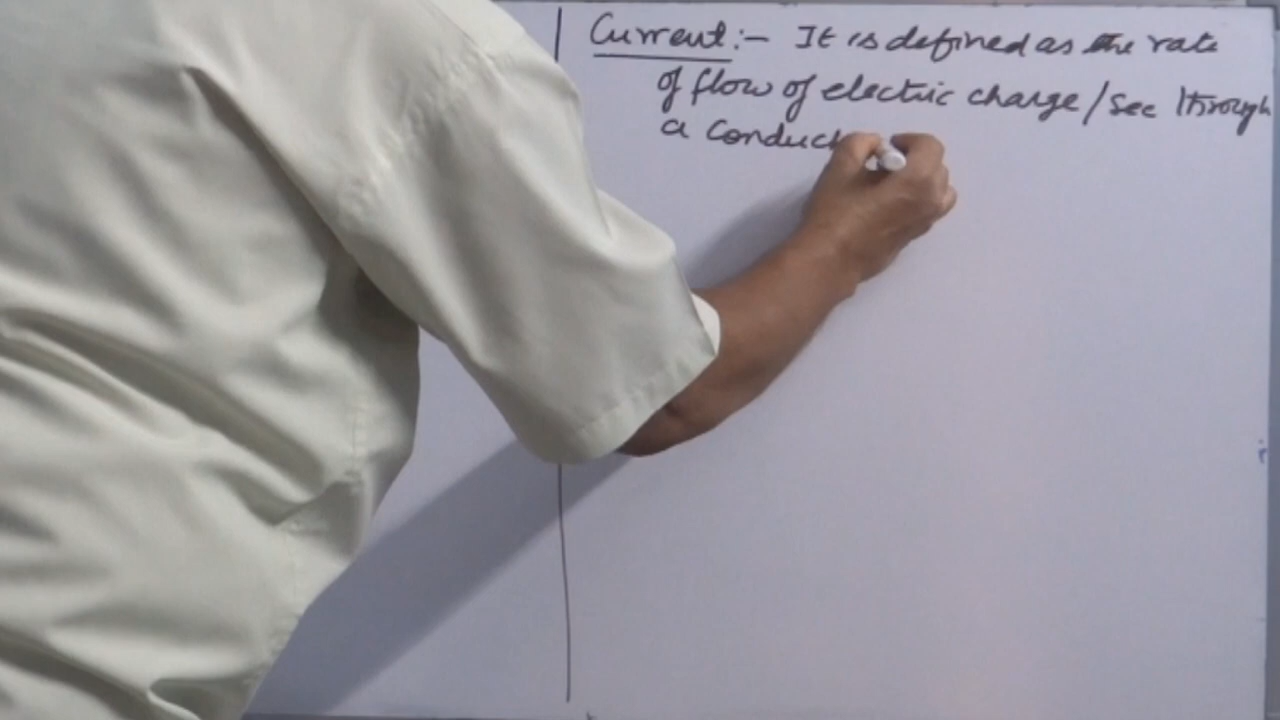 Current :- It is defined as the rate
of flow of electric charge / sec through
a conduct